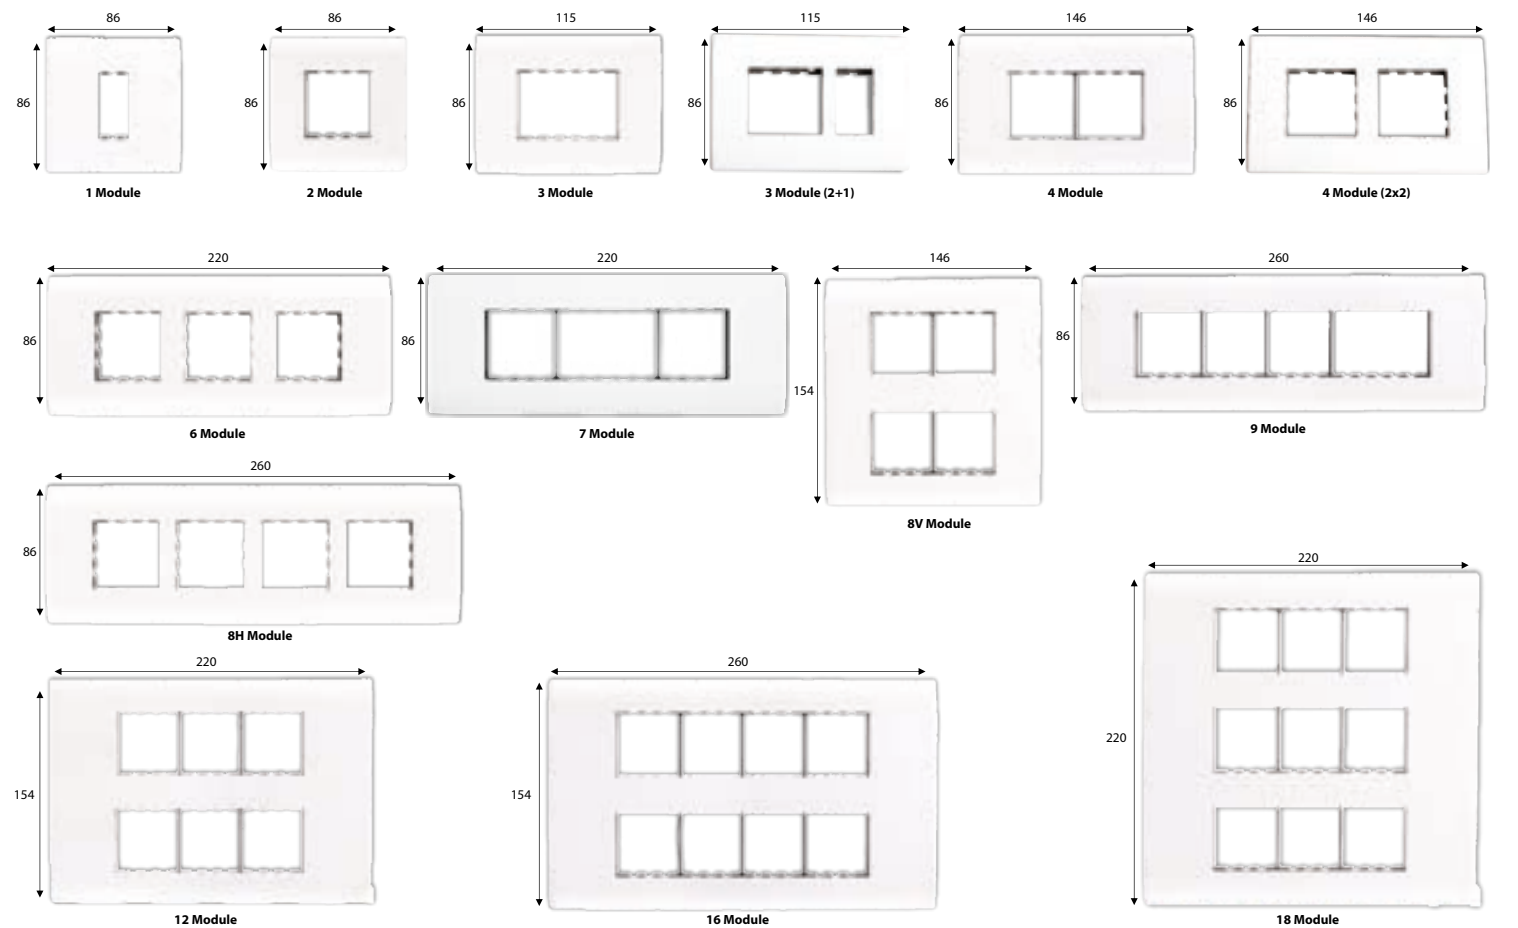 86
86
115
115
146
146
86
86
86
86
86
86
1 Module
2 Module
3 Module
3 Module (2+1)
4 Module
4 Module (2x2)
220
220
146
260
86
86
154
86
6 Module
7 Module
8V Module
9 Module
260
86
8H Module
220
220
220
260
154
154
12 Module
16 Module
18 Module